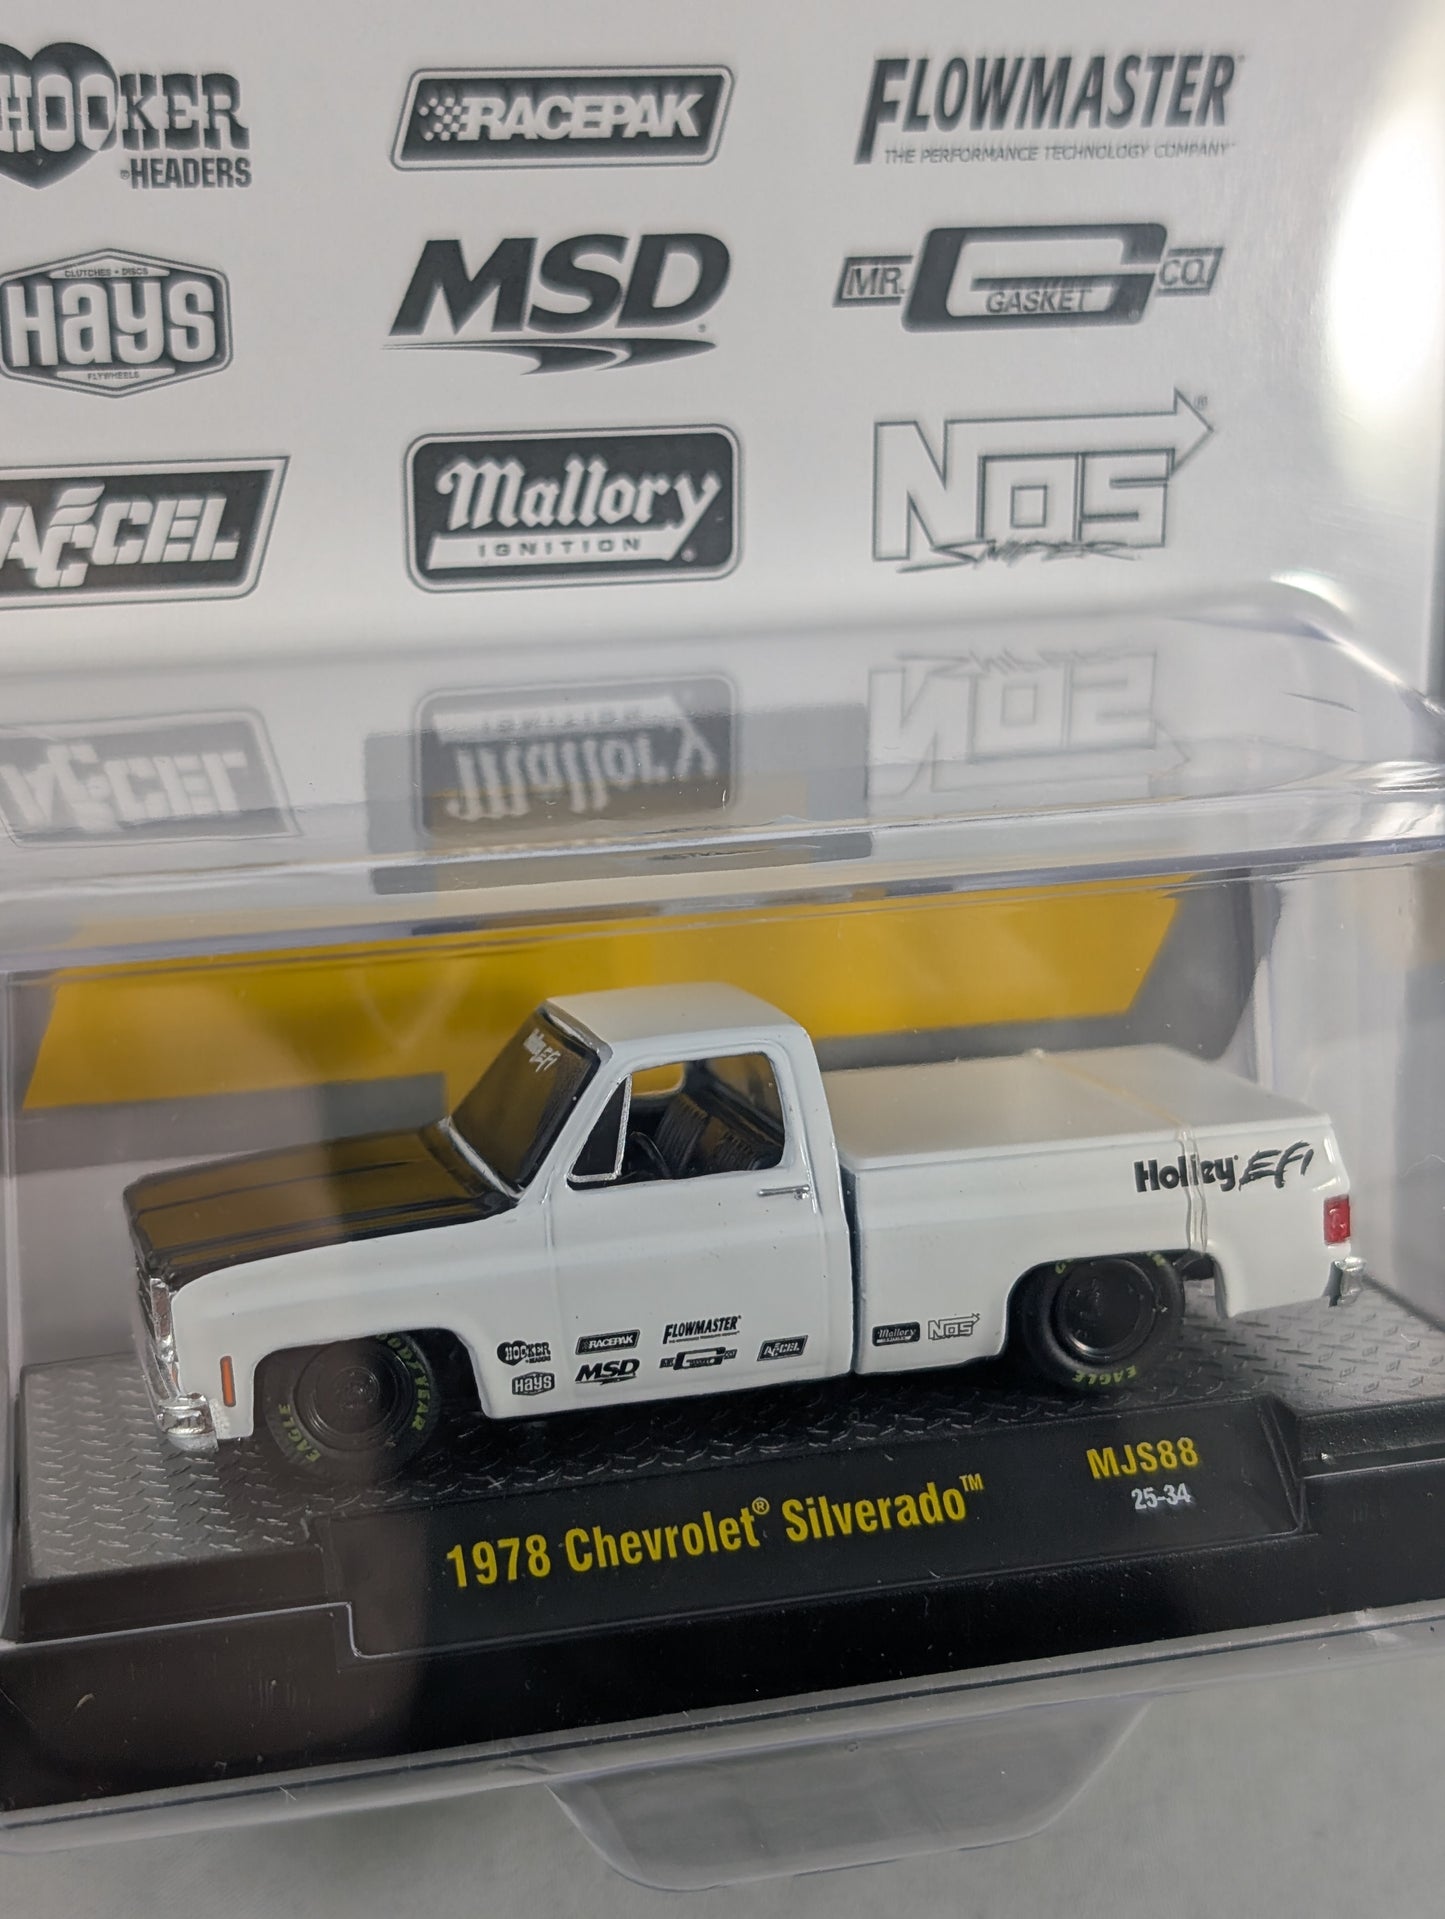 HOOKER
HEADERS
RACEPAK
FLOWMASTER
THE PERFORMANCE TECHNOLOGY COMPANY
CLUTCHES • DISCS
Hays
FLYWHEELS
MSD
MR. GASKET CO.
ACCEL
Mallory
IGNITION
NOS
SNIPER
Holley EFI
Holley EFI
HOOKER
HEADERS
RACEPAK
FLOWMASTER
Hays
MSD
ACCEL
Mallory
NOS
EAGLE
GOODYEAR
EAGLE
1978 Chevrolet® Silverado™
MJS88
25-34